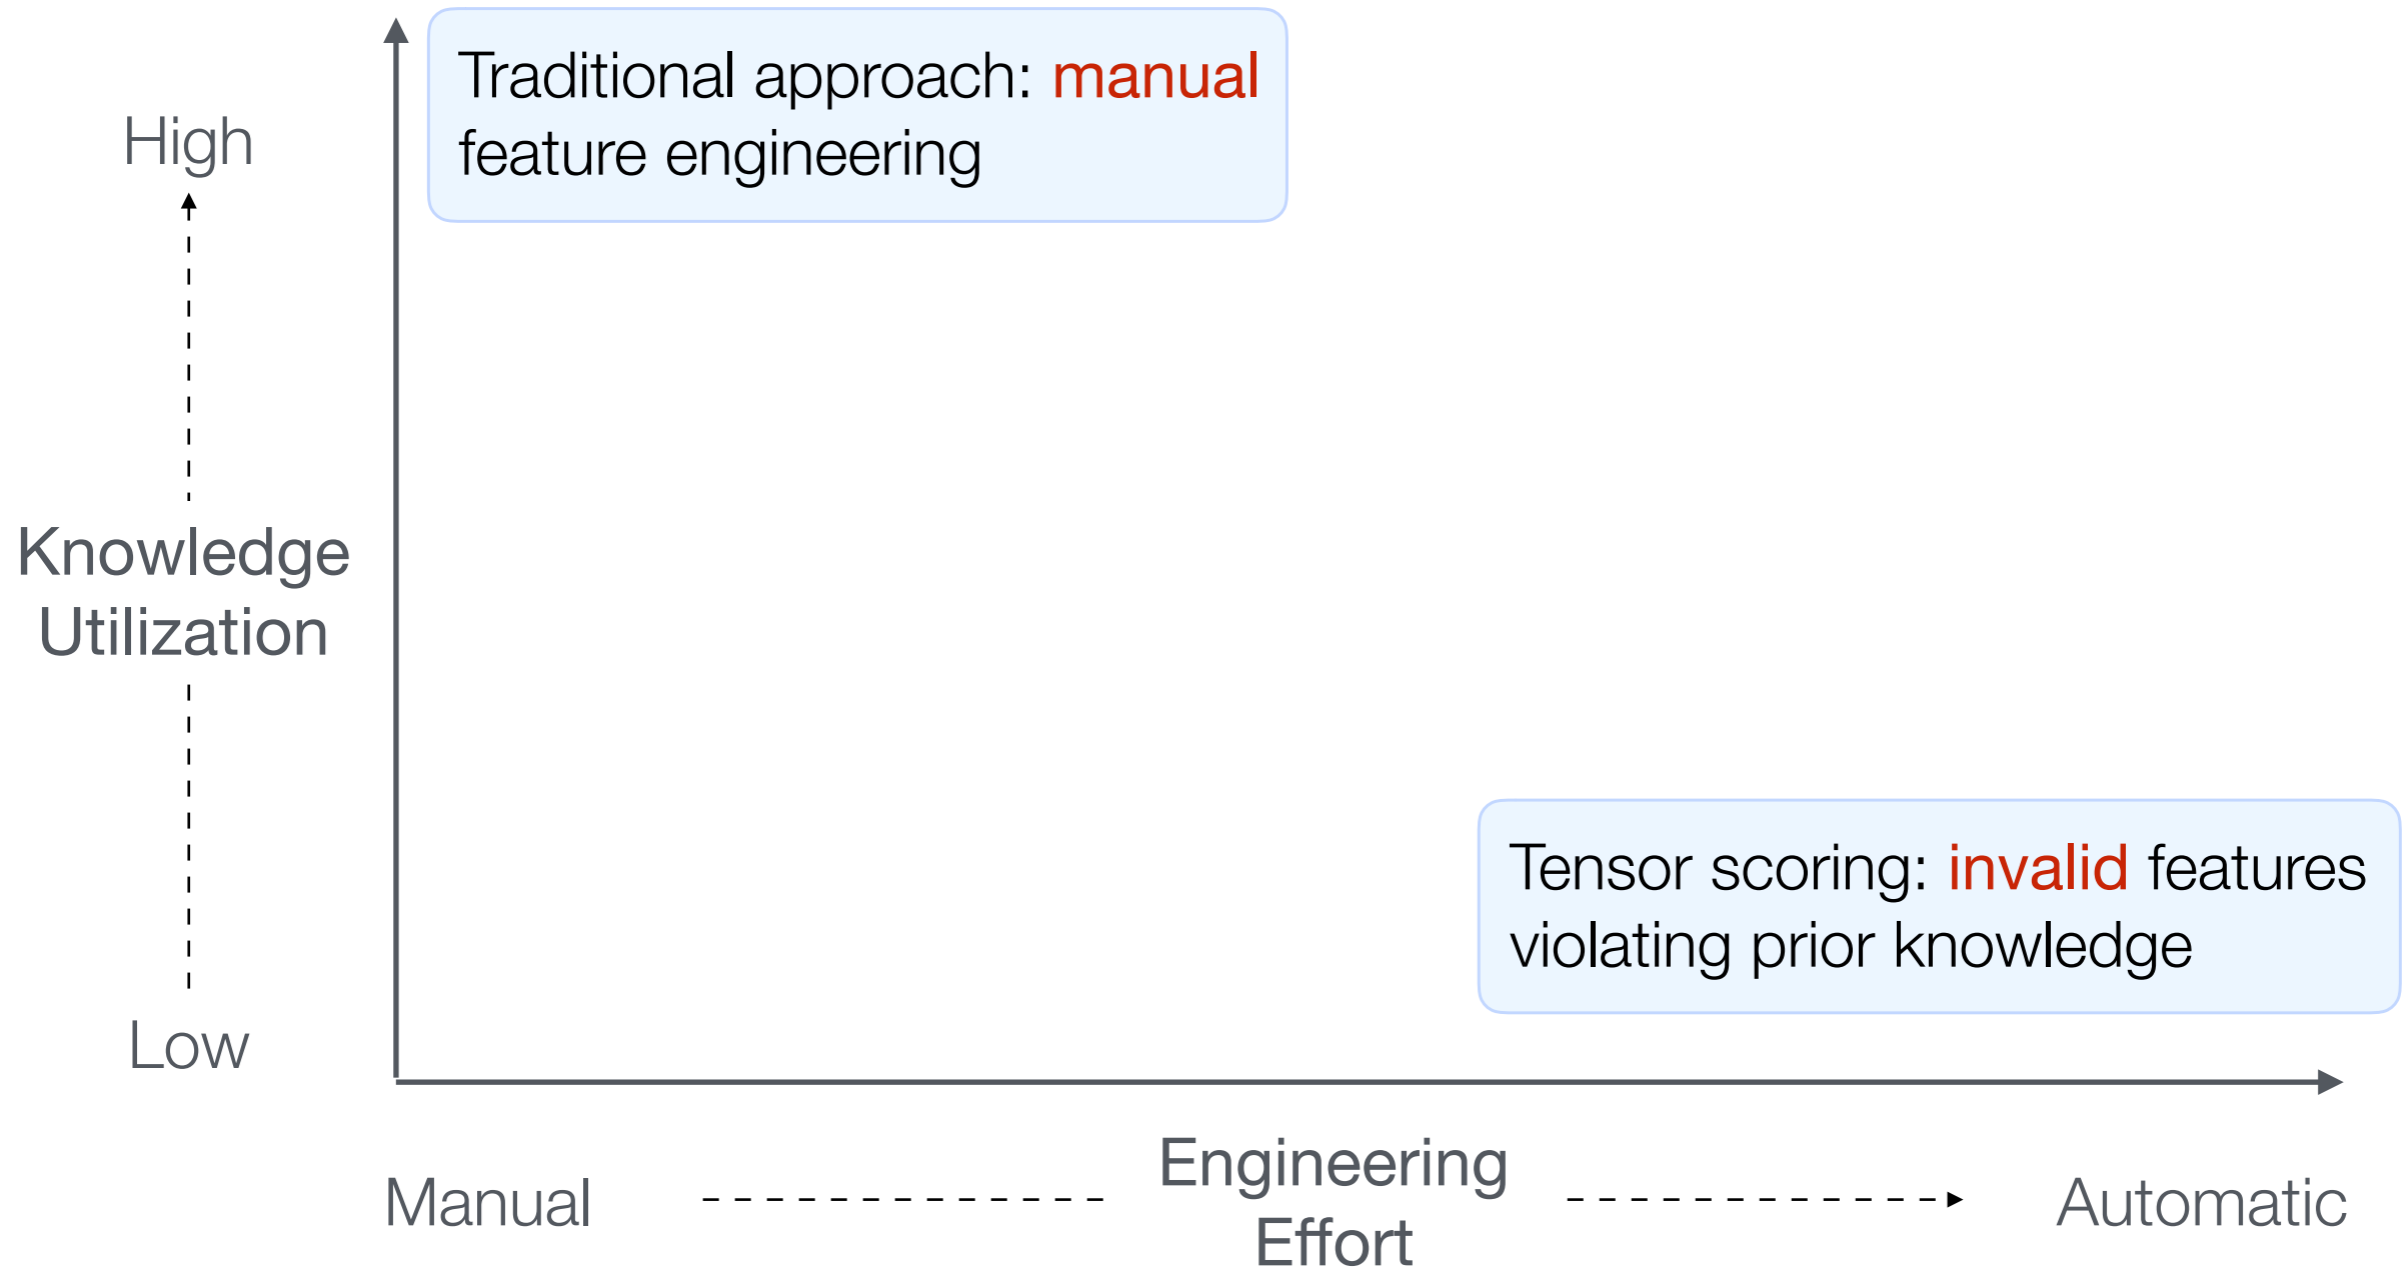 Traditional approach: manual
feature engineering
High
Knowledge
Utilization
Low
Tensor scoring: invalid features
violating prior knowledge
Manual
Engineering
Effort
Automatic